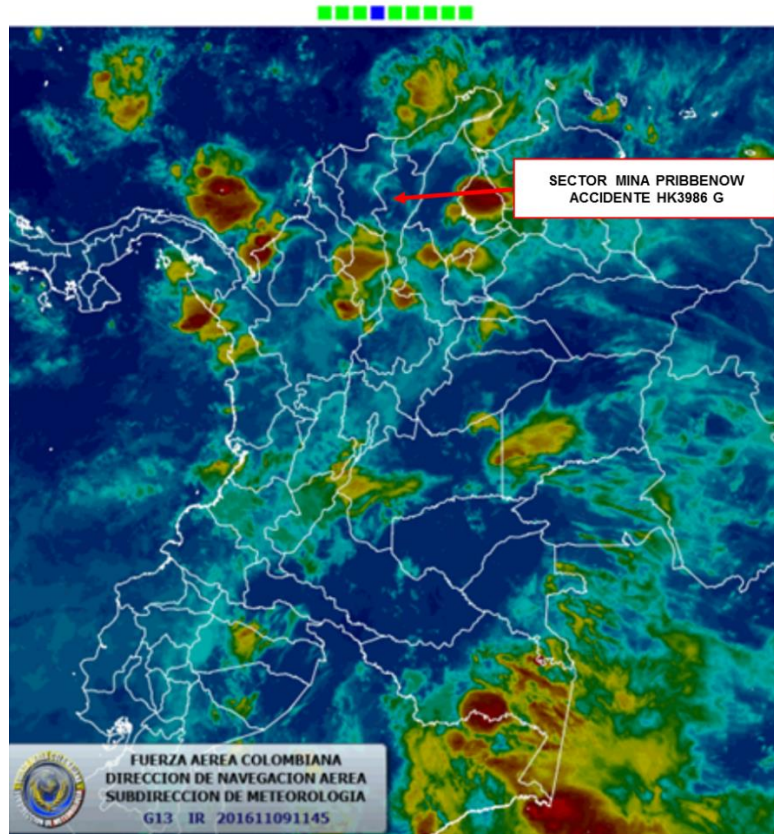 SECTOR MINA PRIBBENOW
ACCIDENTE HK3986 G
FUERZA AEREA COLOMBIANA
DIRECCION DE NAVEGACION AEREA
SUBDIRECCION DE METEOROLOGIA
G13 IR 201611091145